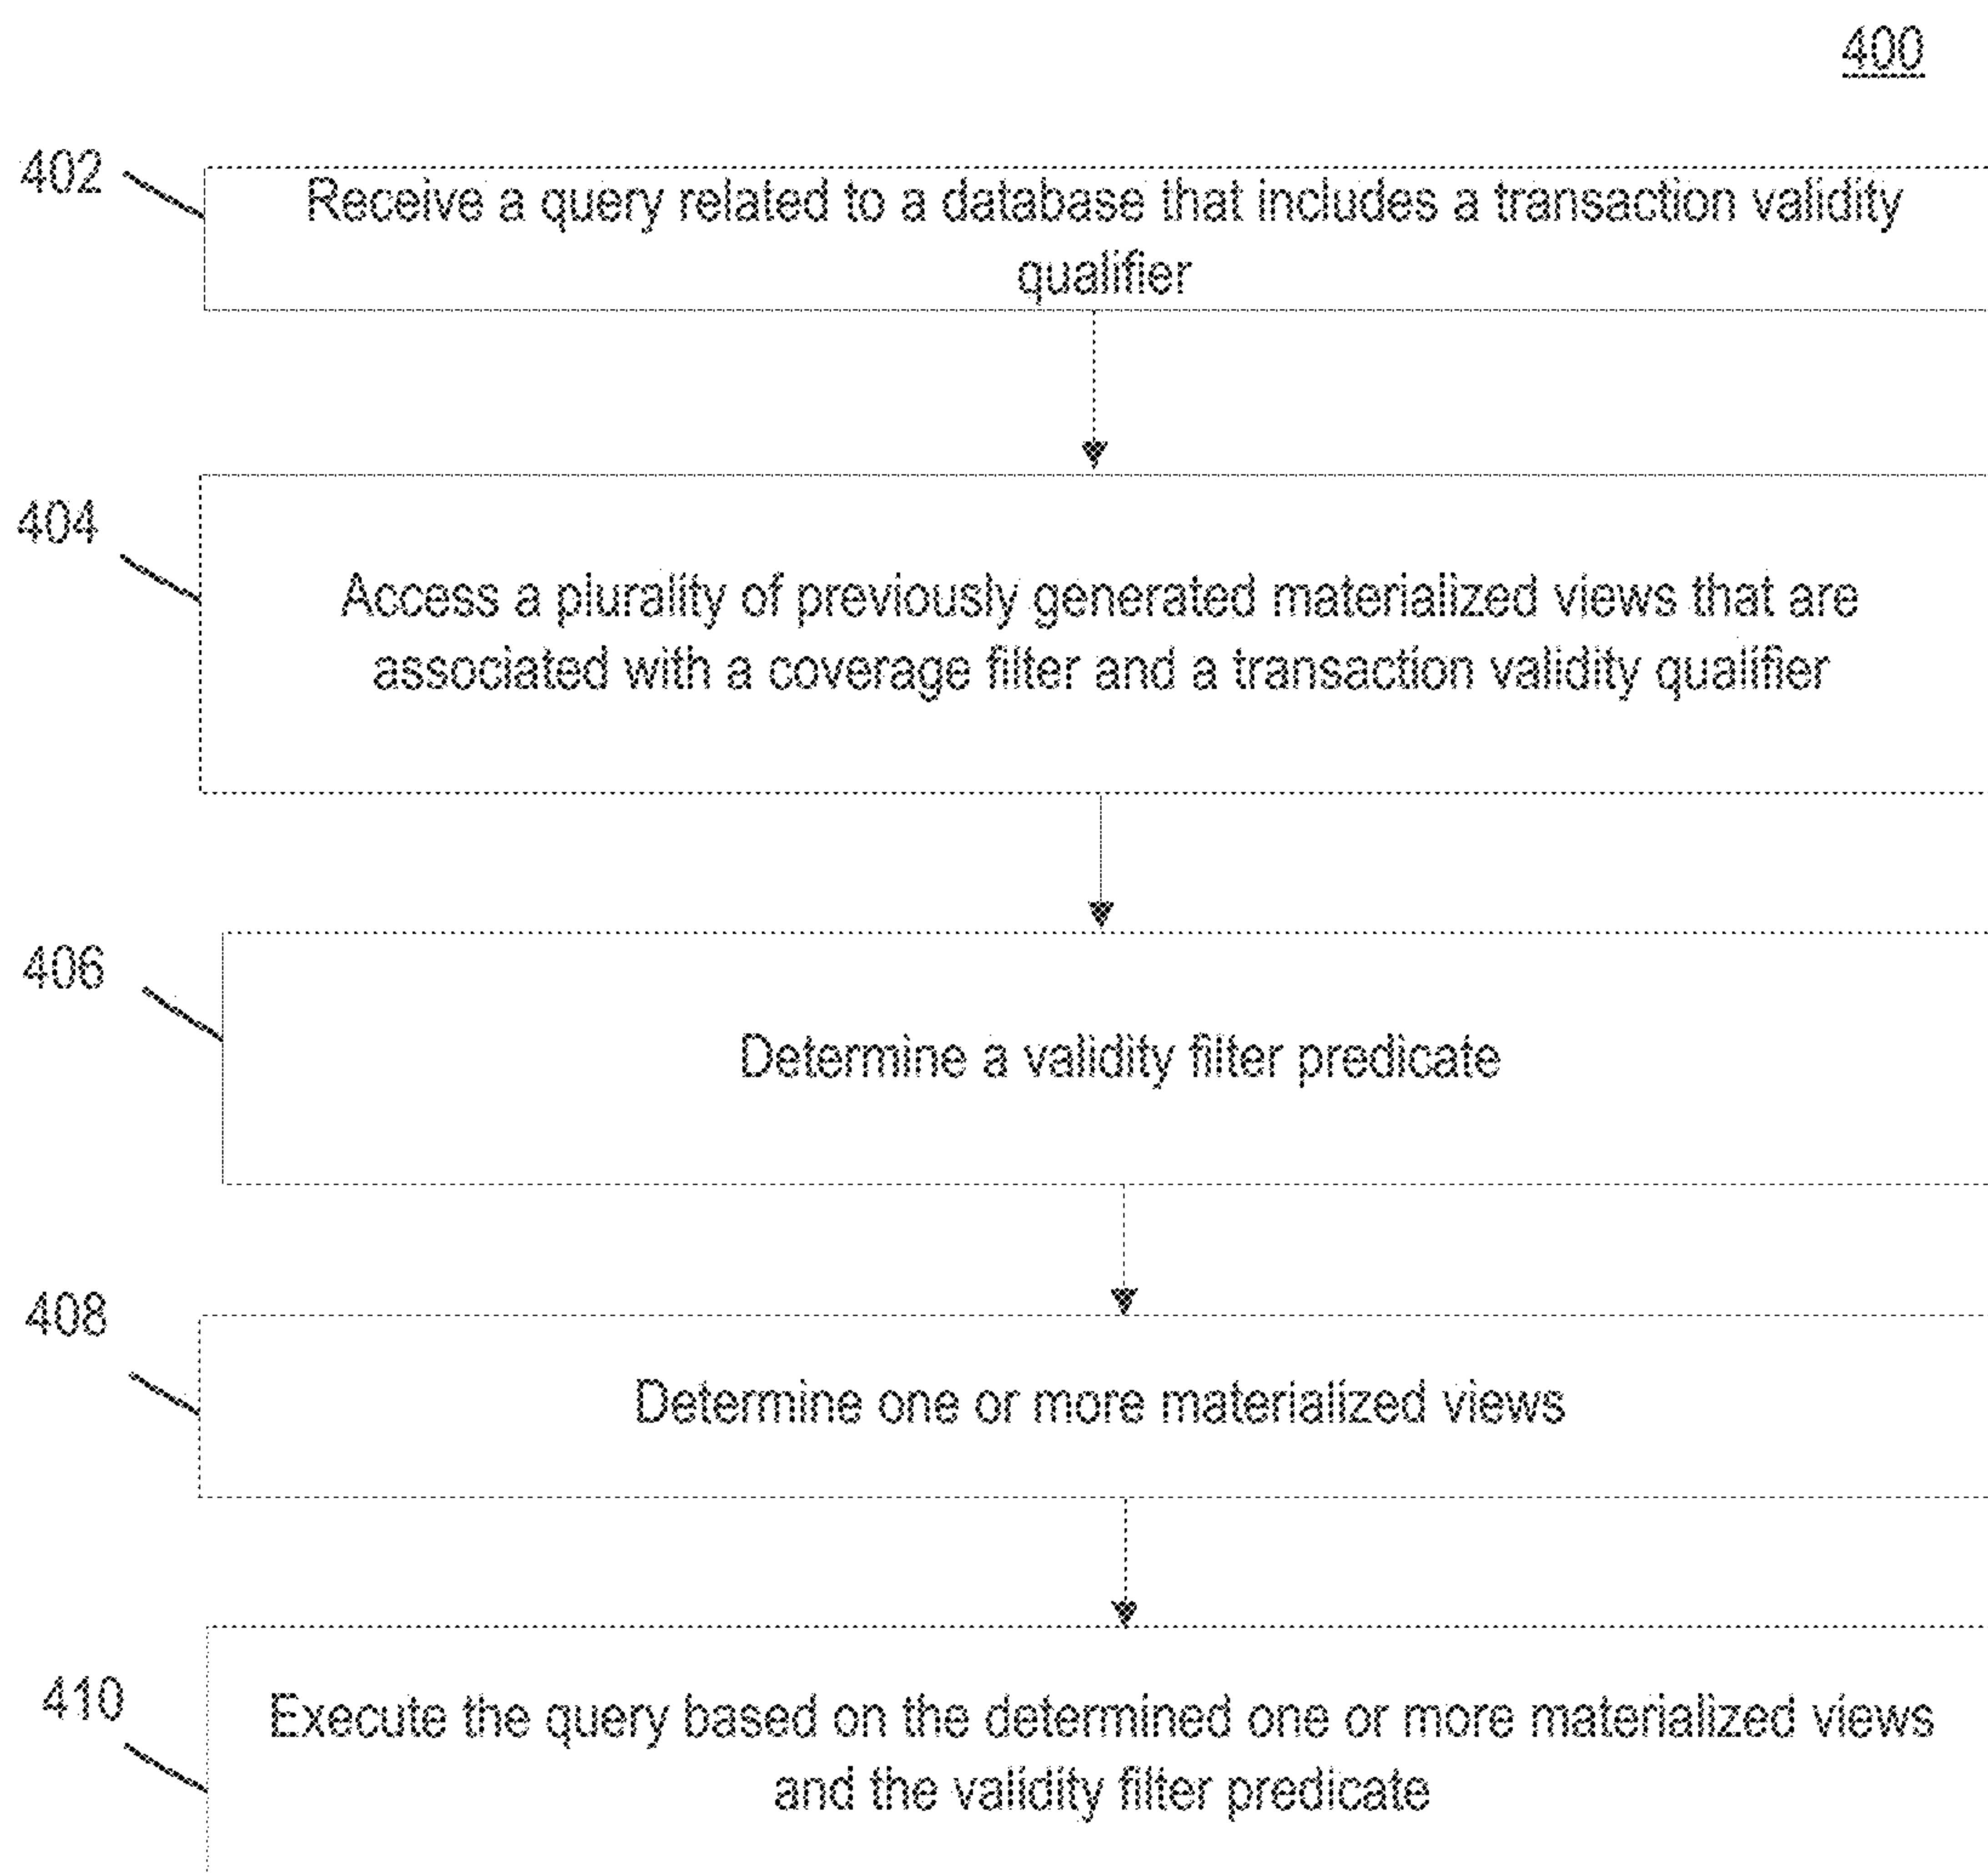 400
402
Receive a query related to a database that includes a transaction validity
qualifier
404
Access a plurality of previously generated materialized views that are
associated with a coverage filter and a transaction validity qualifier
406
Determine a validity filter predicate
408
Determine one or more materialized views
410
Execute the query based on the determined one or more materialized views
and the validity filter predicate